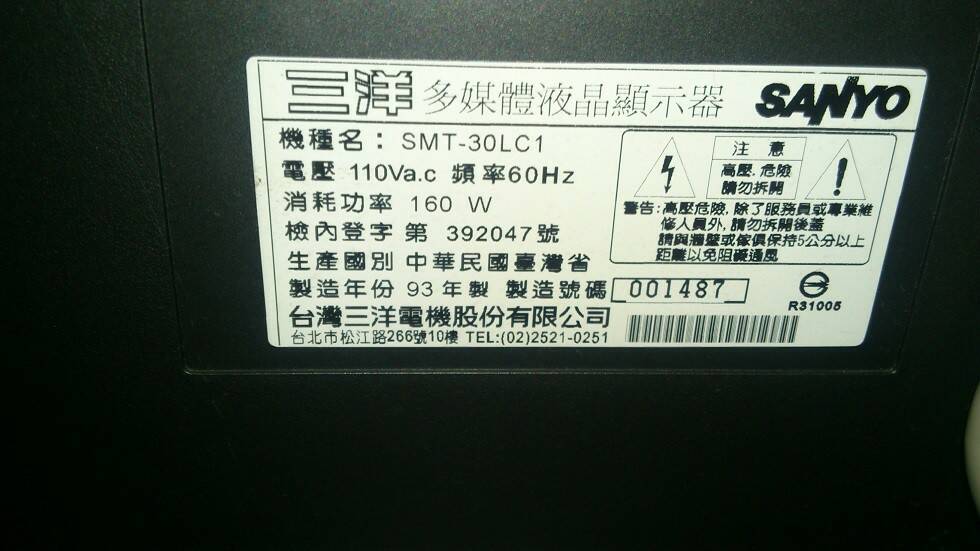 三洋 多媒體液晶顯示器 SANYO
機種名： SMT-30LC1
電壓 110Va.c 頻率60Hz
消耗功率 160 W
檢內登字 第 392047號
生產國別 中華民國臺灣省
製造年份 93年製 製造號碼 001487
台灣三洋電機股份有限公司
台北市松江路266號10樓 TEL:(02)2521-0251
注 意
高壓. 危險
請勿拆開
警告:高壓危險,除了服務員或專業維
修人員外,請勿拆開後蓋
請與牆壁或傢俱保持5公分以上
距離以免阻礙通風
R31005